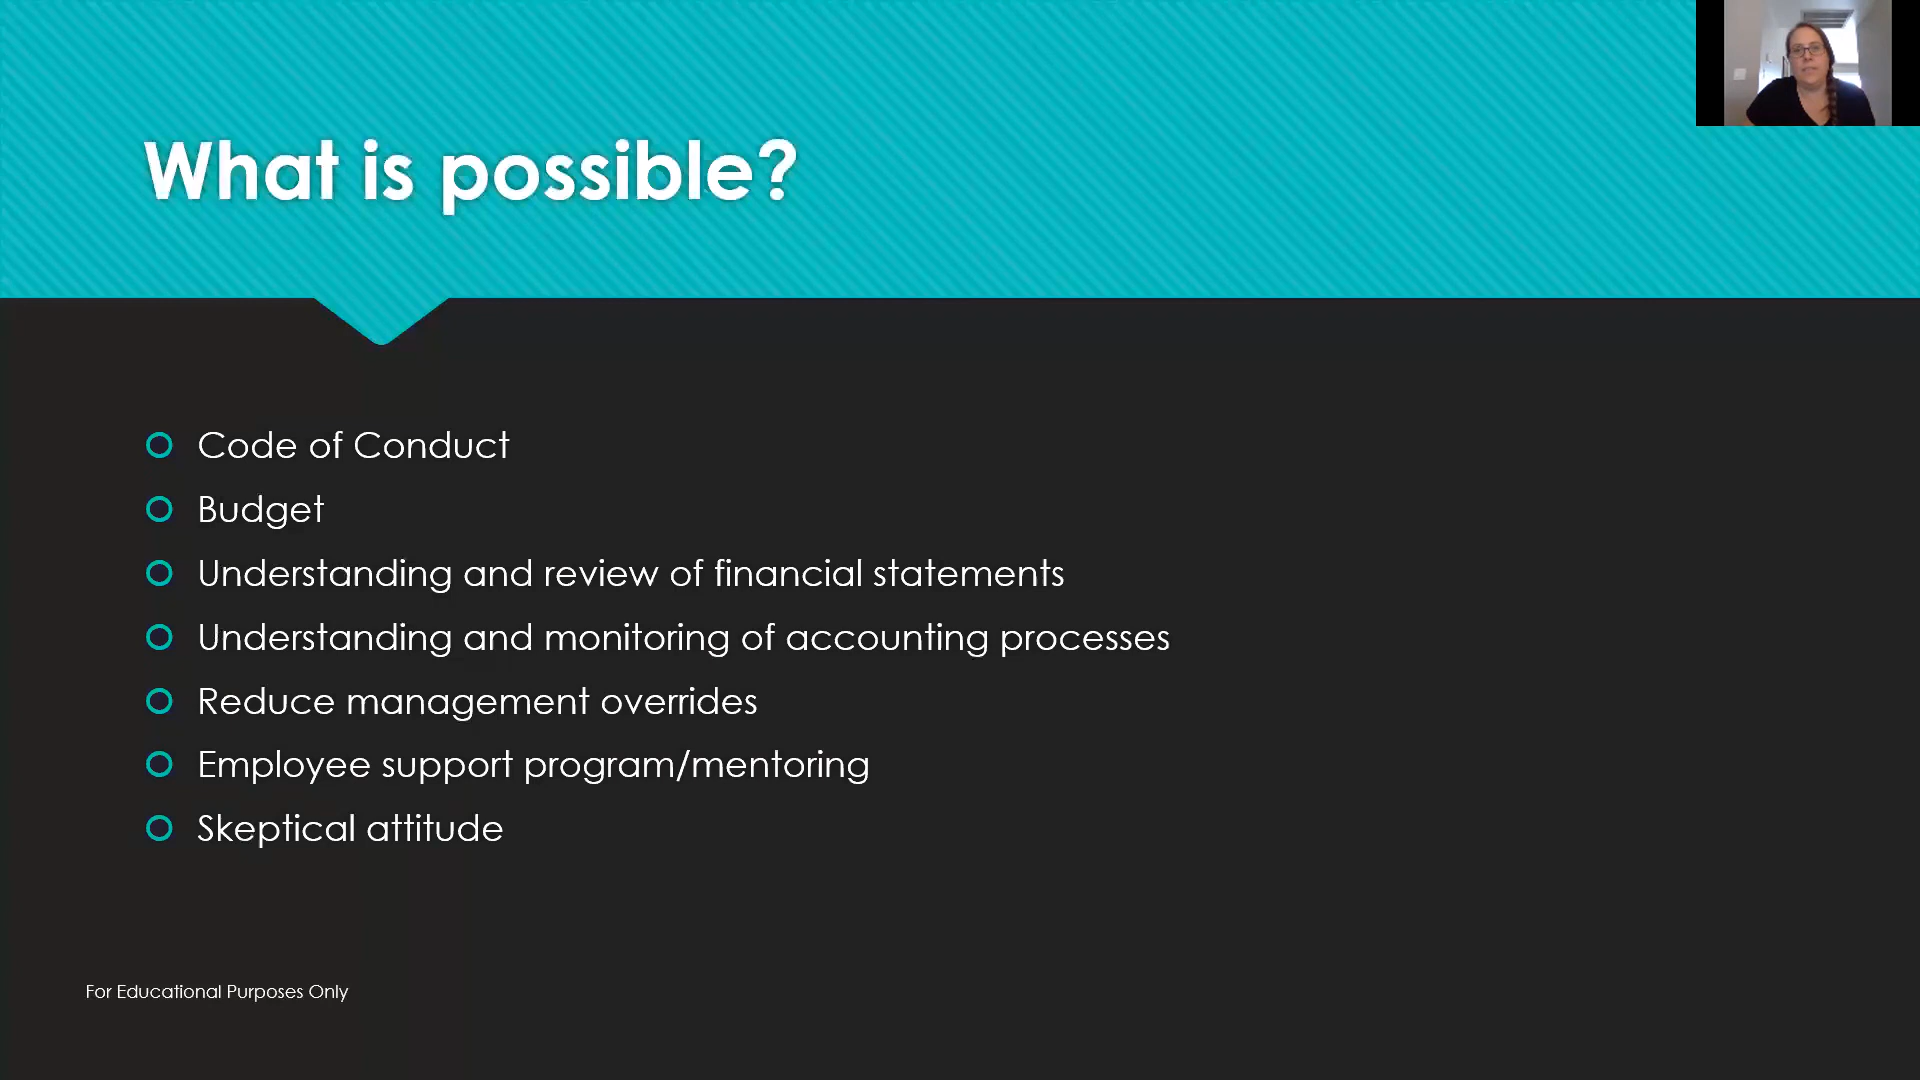 What is possible?
Code of Conduct
Budget
Understanding and review of financial statements
Understanding and monitoring of accounting processes
Reduce management overrides
Employee support program/mentoring
Skeptical attitude
For Educational Purposes Only